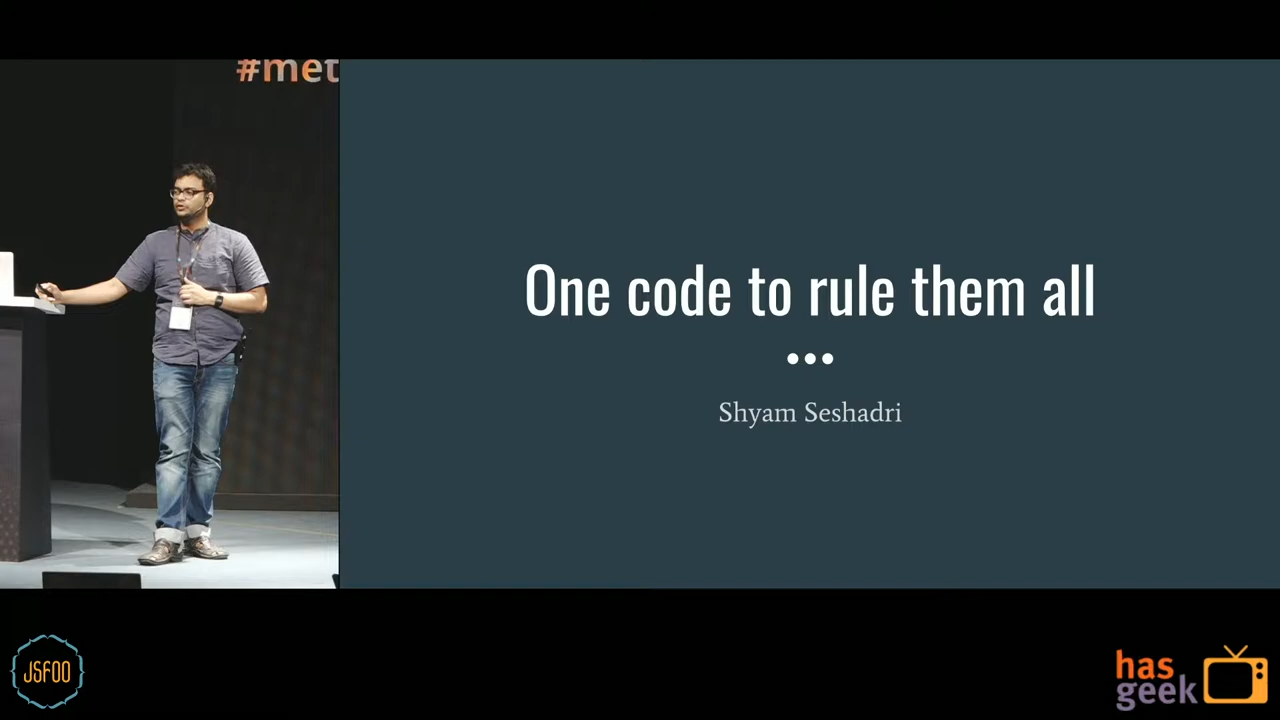 #met
One code to rule them all
Shyam Seshadri
JSFOO
has
geek